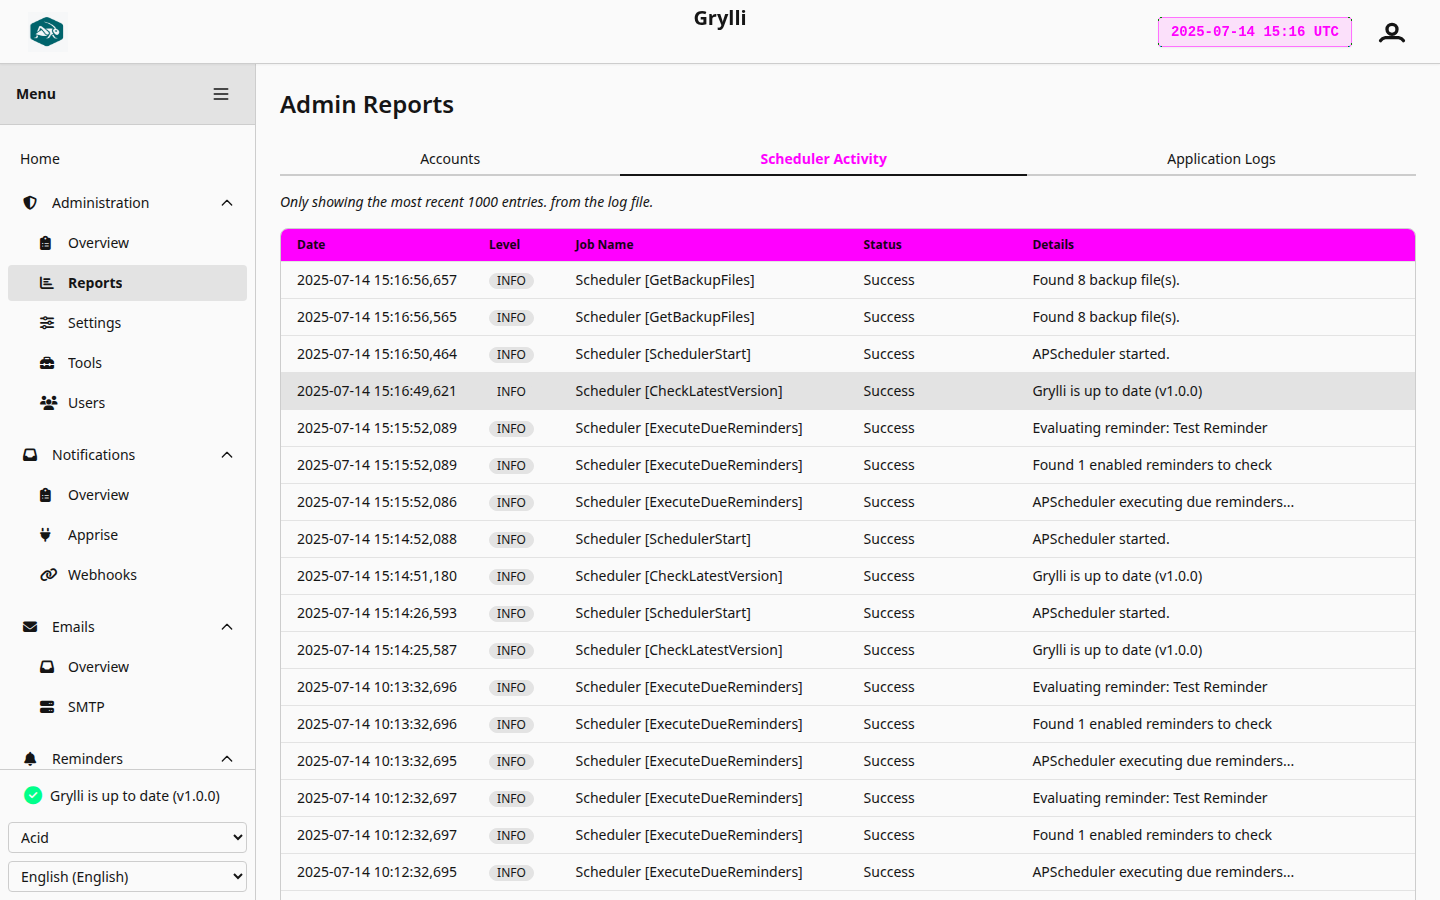 Grylli
2025-07-14 15:16 UTC
Menu
Home
Administration
Overview
Reports
Settings
Tools
Users
Notifications
Overview
Apprise
Webhooks
Emails
Overview
SMTP
Reminders
Grylli is up to date (v1.0.0)
Acid
English (English)
Admin Reports
Accounts Scheduler Activity Application Logs
Only showing the most recent 1000 entries. from the log file.
Date Level Job Name Status Details
2025-07-14 15:16:56,657 INFO Scheduler [GetBackupFiles] Success Found 8 backup file(s).
2025-07-14 15:16:56,565 INFO Scheduler [GetBackupFiles] Success Found 8 backup file(s).
2025-07-14 15:16:50,464 INFO Scheduler [SchedulerStart] Success APScheduler started.
2025-07-14 15:16:49,621 INFO Scheduler [CheckLatestVersion] Success Grylli is up to date (v1.0.0)
2025-07-14 15:15:52,089 INFO Scheduler [ExecuteDueReminders] Success Evaluating reminder: Test Reminder
2025-07-14 15:15:52,089 INFO Scheduler [ExecuteDueReminders] Success Found 1 enabled reminders to check
2025-07-14 15:15:52,086 INFO Scheduler [ExecuteDueReminders] Success APScheduler executing due reminders...
2025-07-14 15:14:52,088 INFO Scheduler [SchedulerStart] Success APScheduler started.
2025-07-14 15:14:51,180 INFO Scheduler [CheckLatestVersion] Success Grylli is up to date (v1.0.0)
2025-07-14 15:14:26,593 INFO Scheduler [SchedulerStart] Success APScheduler started.
2025-07-14 15:14:25,587 INFO Scheduler [CheckLatestVersion] Success Grylli is up to date (v1.0.0)
2025-07-14 10:13:32,696 INFO Scheduler [ExecuteDueReminders] Success Evaluating reminder: Test Reminder
2025-07-14 10:13:32,696 INFO Scheduler [ExecuteDueReminders] Success Found 1 enabled reminders to check
2025-07-14 10:13:32,695 INFO Scheduler [ExecuteDueReminders] Success APScheduler executing due reminders...
2025-07-14 10:12:32,697 INFO Scheduler [ExecuteDueReminders] Success Evaluating reminder: Test Reminder
2025-07-14 10:12:32,697 INFO Scheduler [ExecuteDueReminders] Success Found 1 enabled reminders to check
2025-07-14 10:12:32,695 INFO Scheduler [ExecuteDueReminders] Success APScheduler executing due reminders...